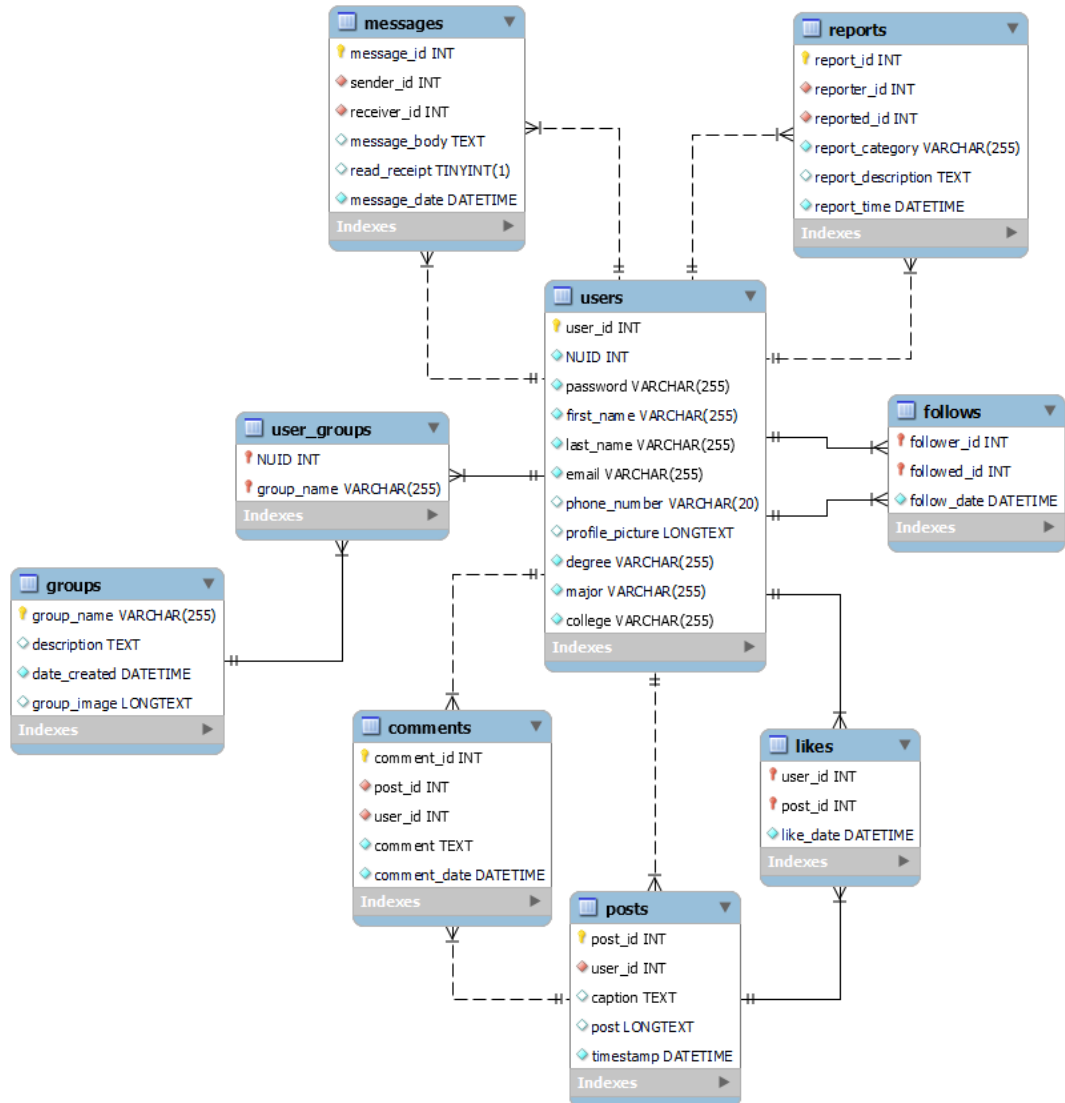 messages
message_id INT
sender_id INT
receiver_id INT
message_body TEXT
read_receipt TINYINT(1)
message_date DATETIME
Indexes
reports
report_id INT
reporter_id INT
reported_id INT
report_category VARCHAR(255)
report_description TEXT
report_time DATETIME
Indexes
users
user_id INT
NUID INT
password VARCHAR(255)
first_name VARCHAR(255)
last_name VARCHAR(255)
email VARCHAR(255)
phone_number VARCHAR(20)
profile_picture LONGTEXT
degree VARCHAR(255)
major VARCHAR(255)
college VARCHAR(255)
Indexes
follows
follower_id INT
followed_id INT
follow_date DATETIME
Indexes
user_groups
NUID INT
group_name VARCHAR(255)
Indexes
groups
group_name VARCHAR(255)
description TEXT
date_created DATETIME
group_image LONGTEXT
Indexes
comments
comment_id INT
post_id INT
user_id INT
comment TEXT
comment_date DATETIME
Indexes
likes
user_id INT
post_id INT
like_date DATETIME
Indexes
posts
post_id INT
user_id INT
caption TEXT
post LONGTEXT
timestamp DATETIME
Indexes